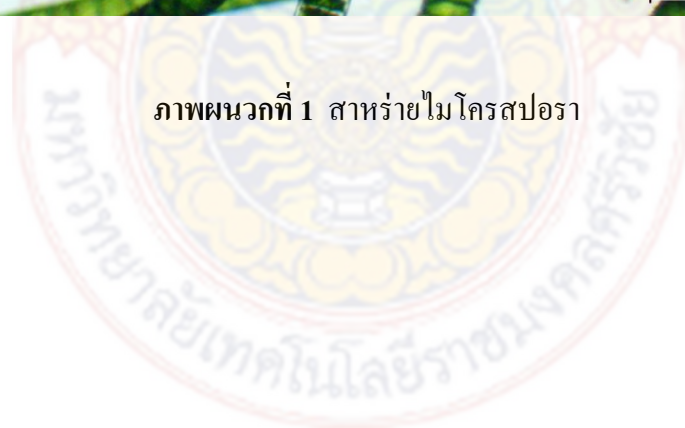 ภาพผนวกที่ 1 สาหร่ายไมโครสปอรา
มหาวิทยาลัยเทคโนโลยีราชมงคลศรีวิชัย